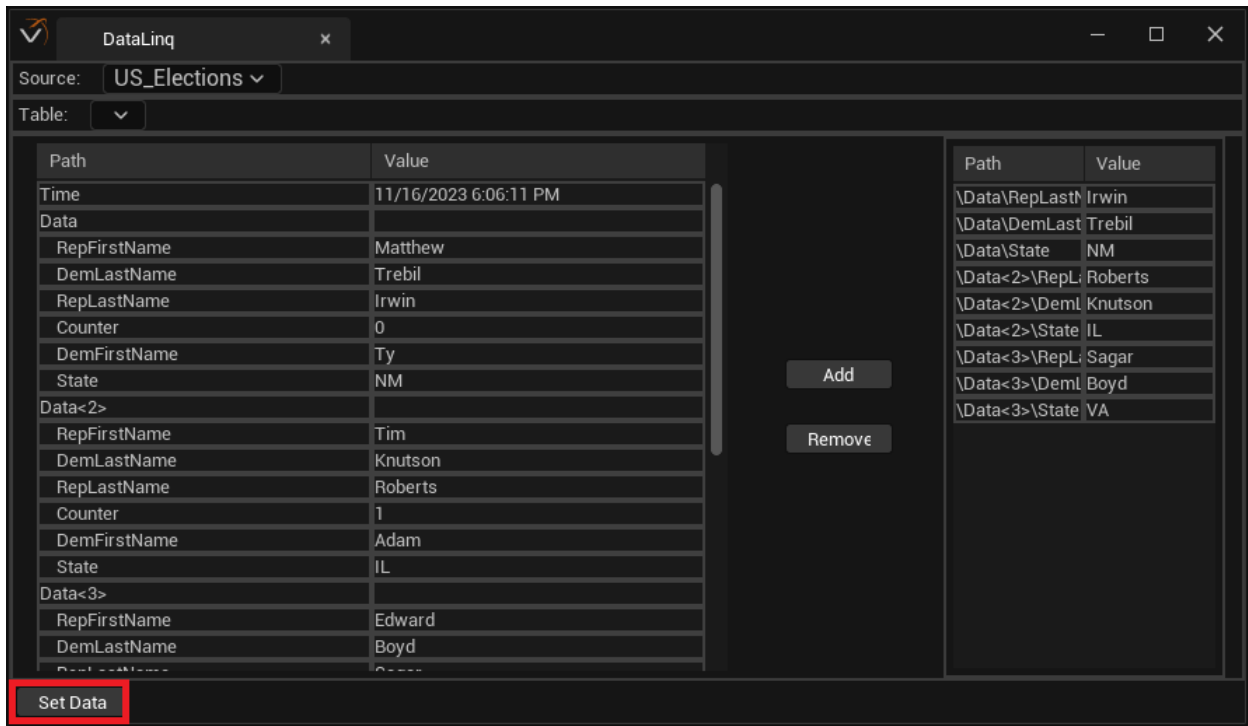 DataLinq
Source: US_Elections
Table:
Path Value
Time 11/16/2023 6:06:11 PM
Data
RepFirstName Matthew
DemLastName Trebil
RepLastName Irwin
Counter 0
DemFirstName Ty
State NM
Data<2>
RepFirstName Tim
DemLastName Knutson
RepLastName Roberts
Counter 1
DemFirstName Adam
State IL
Data<3>
RepFirstName Edward
DemLastName Boyd
RepLastName Sagar
Add
Remove
Path Value
\Data\RepLastN Irwin
\Data\DemLast Trebil
\Data\State NM
\Data<2>\RepL Roberts
\Data<2>\DemL Knutson
\Data<2>\State IL
\Data<3>\RepL Sagar
\Data<3>\DemL Boyd
\Data<3>\State VA
Set Data